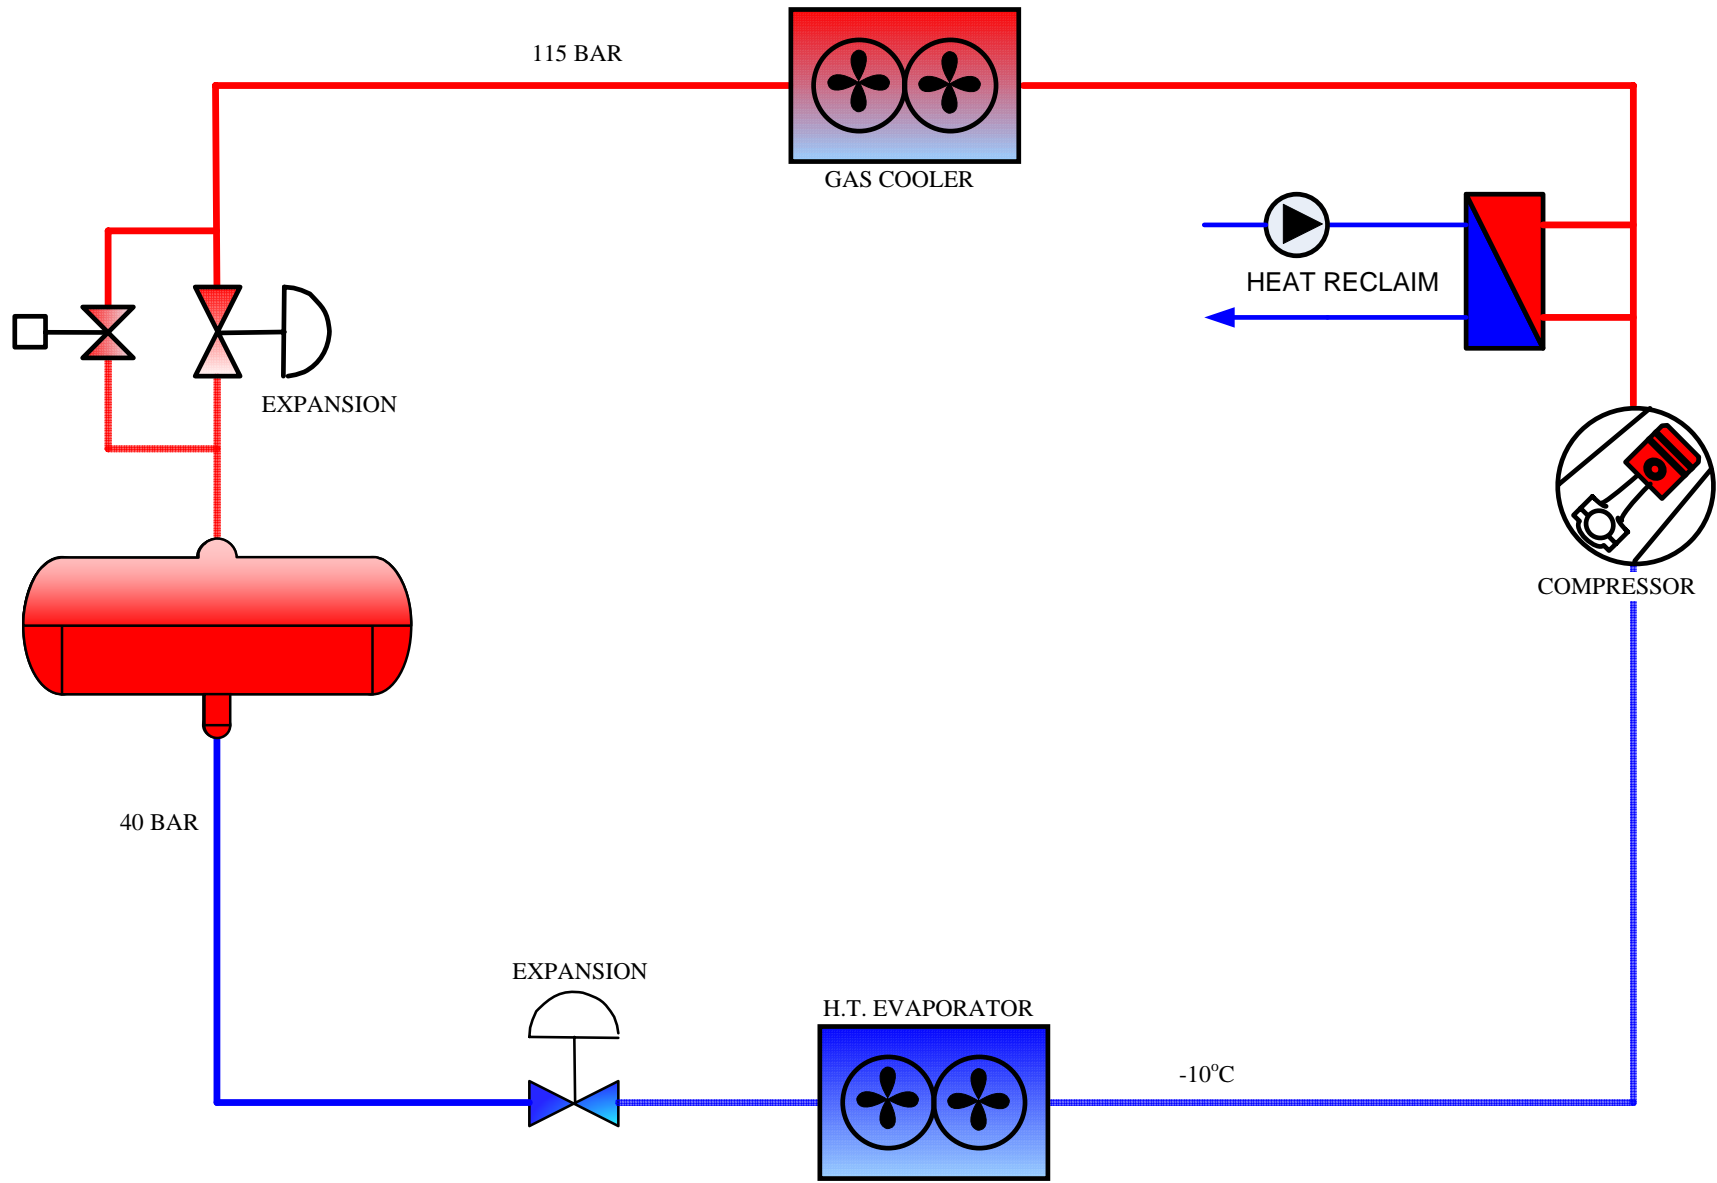 115 BAR
GAS COOLER
HEAT RECLAIM
EXPANSION
COMPRESSOR
40 BAR
EXPANSION
H.T. EVAPORATOR
-10°C